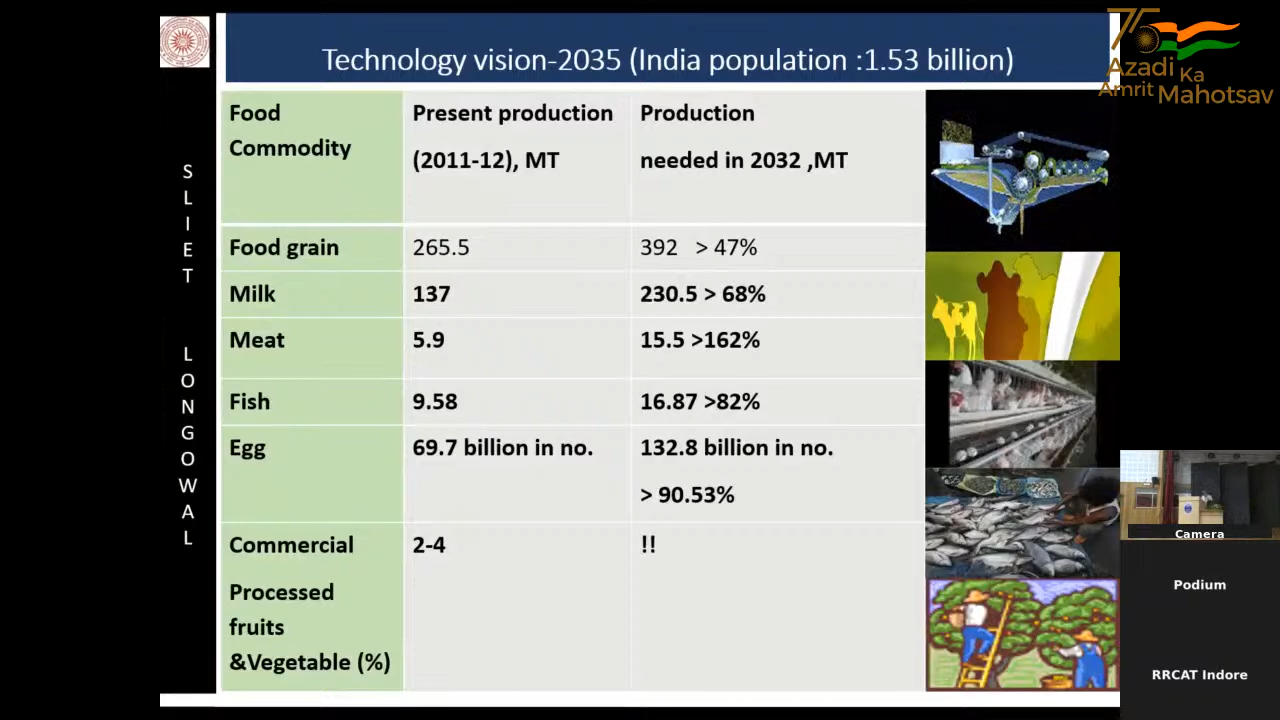 Technology vision-2035 (India population :1.53 billion)
75
Azadi Ka
Amrit Mahotsav
SLIET LONGOWAL
Food Commodity
Present production (2011-12), MT
Production needed in 2032 ,MT
Food grain
265.5
392 > 47%
Milk
137
230.5 > 68%
Meat
5.9
15.5 >162%
Fish
9.58
16.87 >82%
Egg
69.7 billion in no.
132.8 billion in no.
> 90.53%
Commercial
2-4
!!
Processed
fruits
&Vegetable (%)
Camera
Podium
RRCAT Indore